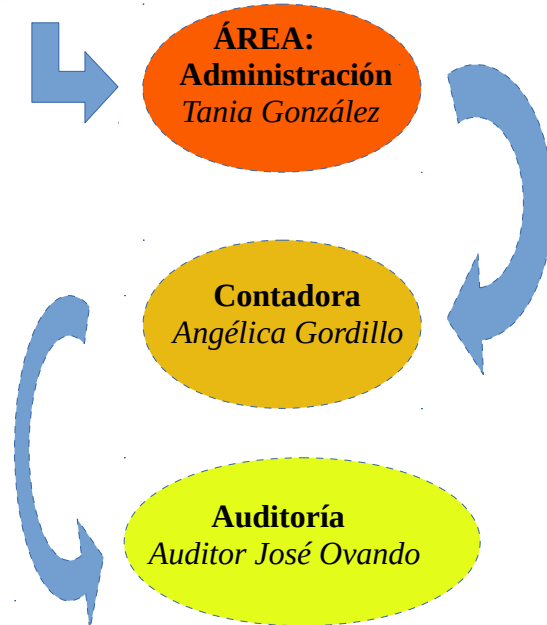 ÁREA:
Administración
Tania González
Contadora
Angélica Gordillo
Auditoría
Auditor José Ovando